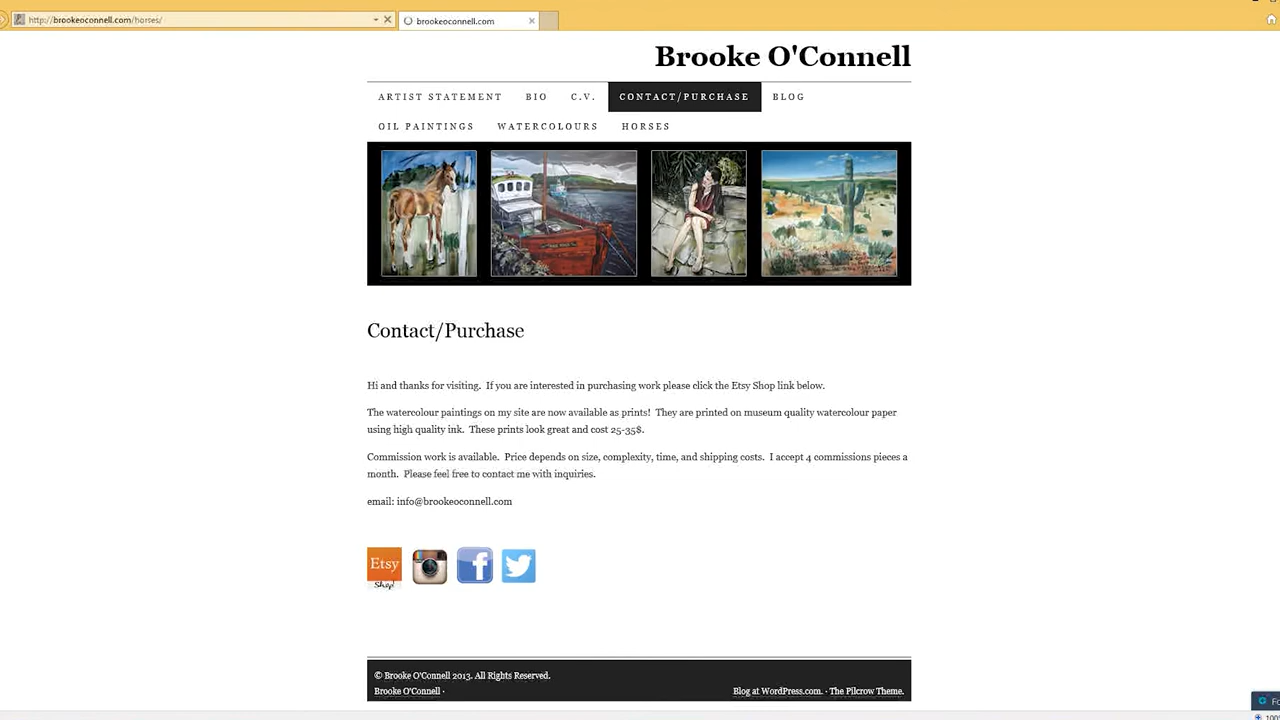 http://brookeoconnell.com/horses/
brookeoconnell.com
Brooke O'Connell
ARTIST STATEMENT BIO C.V. CONTACT/PURCHASE BLOG
OIL PAINTINGS WATERCOLOURS HORSES
Contact/Purchase
Hi and thanks for visiting. If you are interested in purchasing work please click the Etsy Shop link below.
The watercolour paintings on my site are now available as prints! They are printed on museum quality watercolour paper
using high quality ink. These prints look great and cost 25-35$.
Commission work is available. Price depends on size, complexity, time, and shipping costs. I accept 4 commissions pieces a
month. Please feel free to contact me with inquiries.
email: info@brookeoconnell.com
Etsy
Shop!
© Brooke O'Connell 2013. All Rights Reserved.
Brooke O'Connell · Blog at WordPress.com. · The Pilcrow Theme.